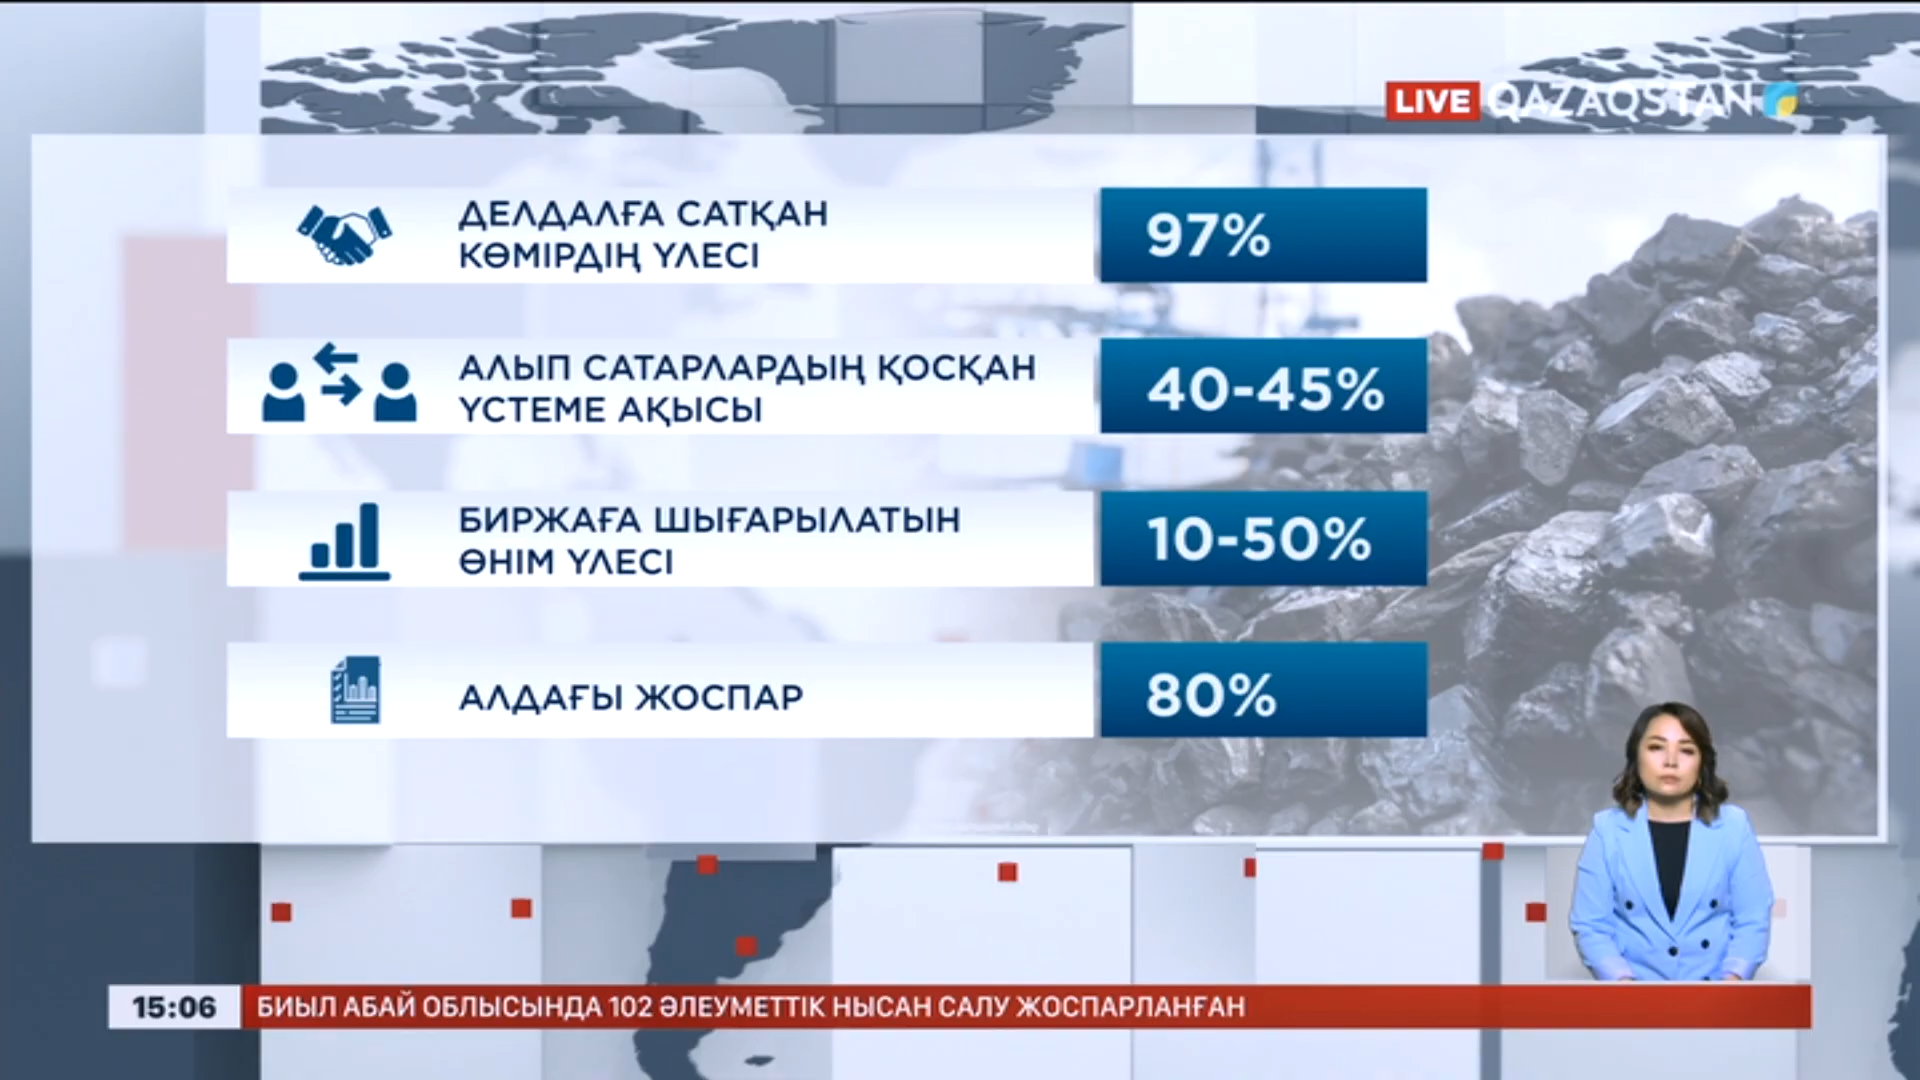 LIVE QAZAQSTAN
ДЕЛДАЛҒА САТҚАН
КӨМІРДІҢ ҮЛЕСІ
97%
АЛЫП САТАРЛАРДЫҢ ҚОСҚАН
ҮСТЕМЕ АҚЫСЫ
40-45%
БИРЖАҒА ШЫҒАРЫЛАТЫН
ӨНІМ ҮЛЕСІ
10-50%
АЛДАҒЫ ЖОСПАР
80%
15:06 БИЫЛ АБАЙ ОБЛЫСЫНДА 102 ӘЛЕУМЕТТІК НЫСАН САЛУ ЖОСПАРЛАНҒАН